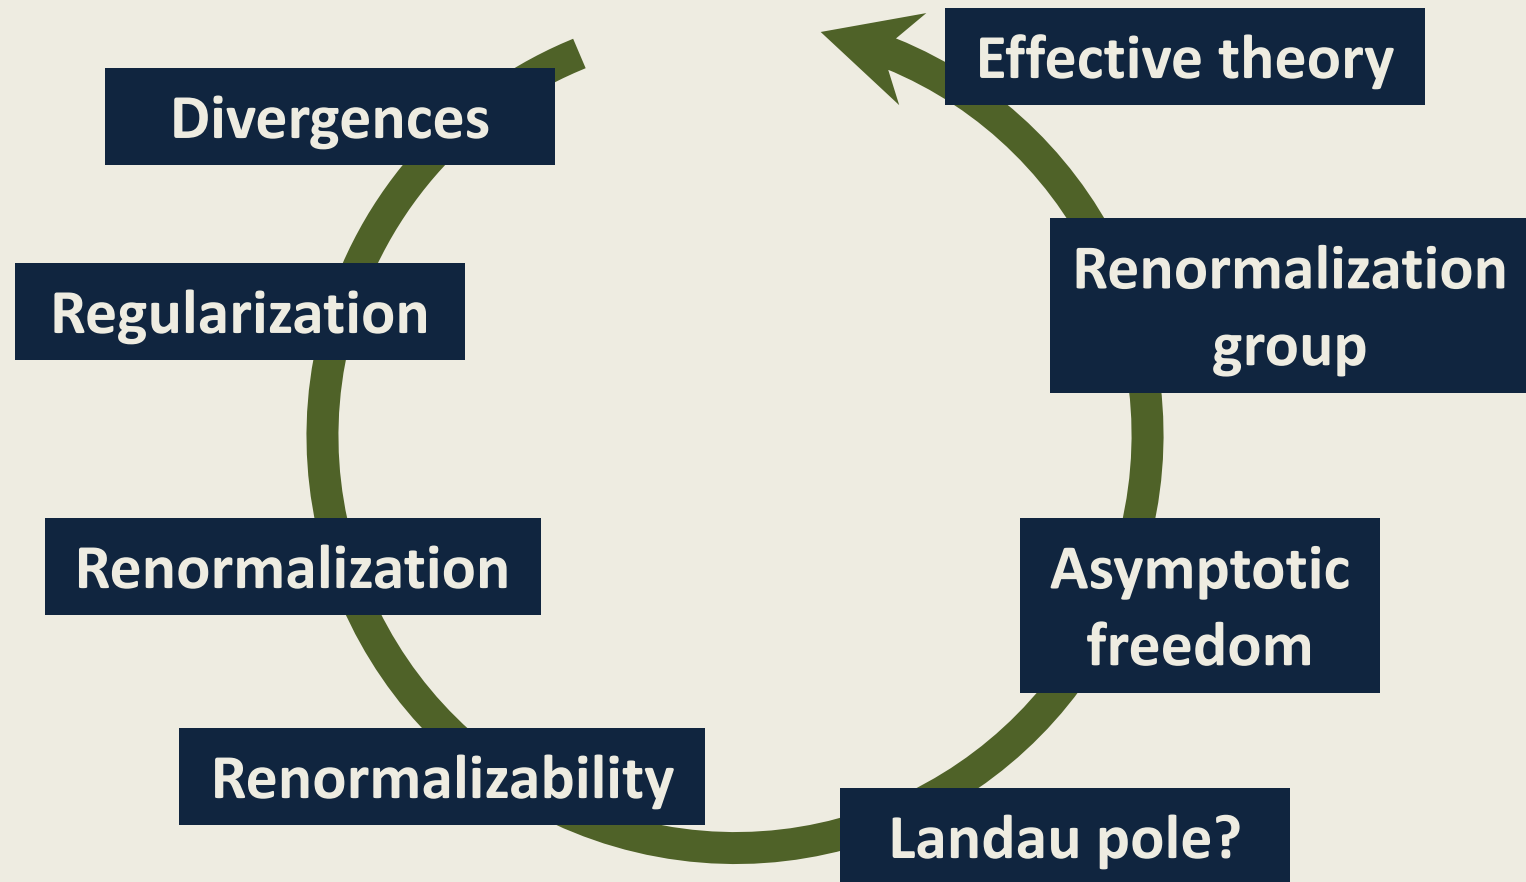 Divergences
Regularization
Renormalization
Renormalizability
Landau pole?
Asymptotic
freedom
Renormalization
group
Effective theory